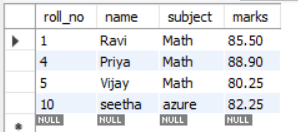 roll_no name subject marks
1 Ravi Math 85.50
4 Priya Math 88.90
5 Vijay Math 80.25
10 seetha azure 82.25
NULL NULL NULL NULL